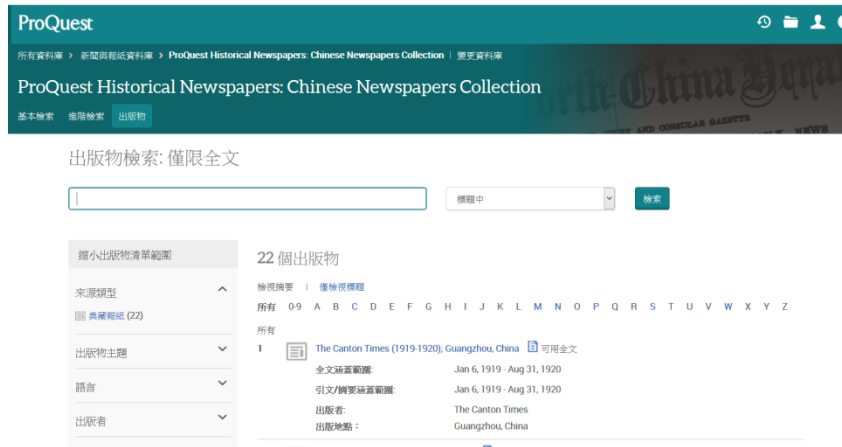 ProQuest
所有資料庫 > 新聞與報紙資料庫 > ProQuest Historical Newspapers: Chinese Newspapers Collection | 變更資料庫
ProQuest Historical Newspapers: Chinese Newspapers Collection
基本檢索 進階檢索 出版物
出版物檢索: 僅限全文
標題中
檢索
縮小出版物清單範圍
22 個出版物
檢視摘要 | 僅檢視標題
來源類型
典藏報紙 (22)
所有 0-9 A B C D E F G H I J K L M N O P Q R S T U V W X Y Z
所有
出版物主題
1 The Canton Times (1919-1920); Guangzhou, China 可用全文
全文涵蓋範圍: Jan 6, 1919 - Aug 31, 1920
語言
引文/摘要涵蓋範圍: Jan 6, 1919 - Aug 31, 1920
出版者
出版者: The Canton Times
出版地點： Guangzhou, China